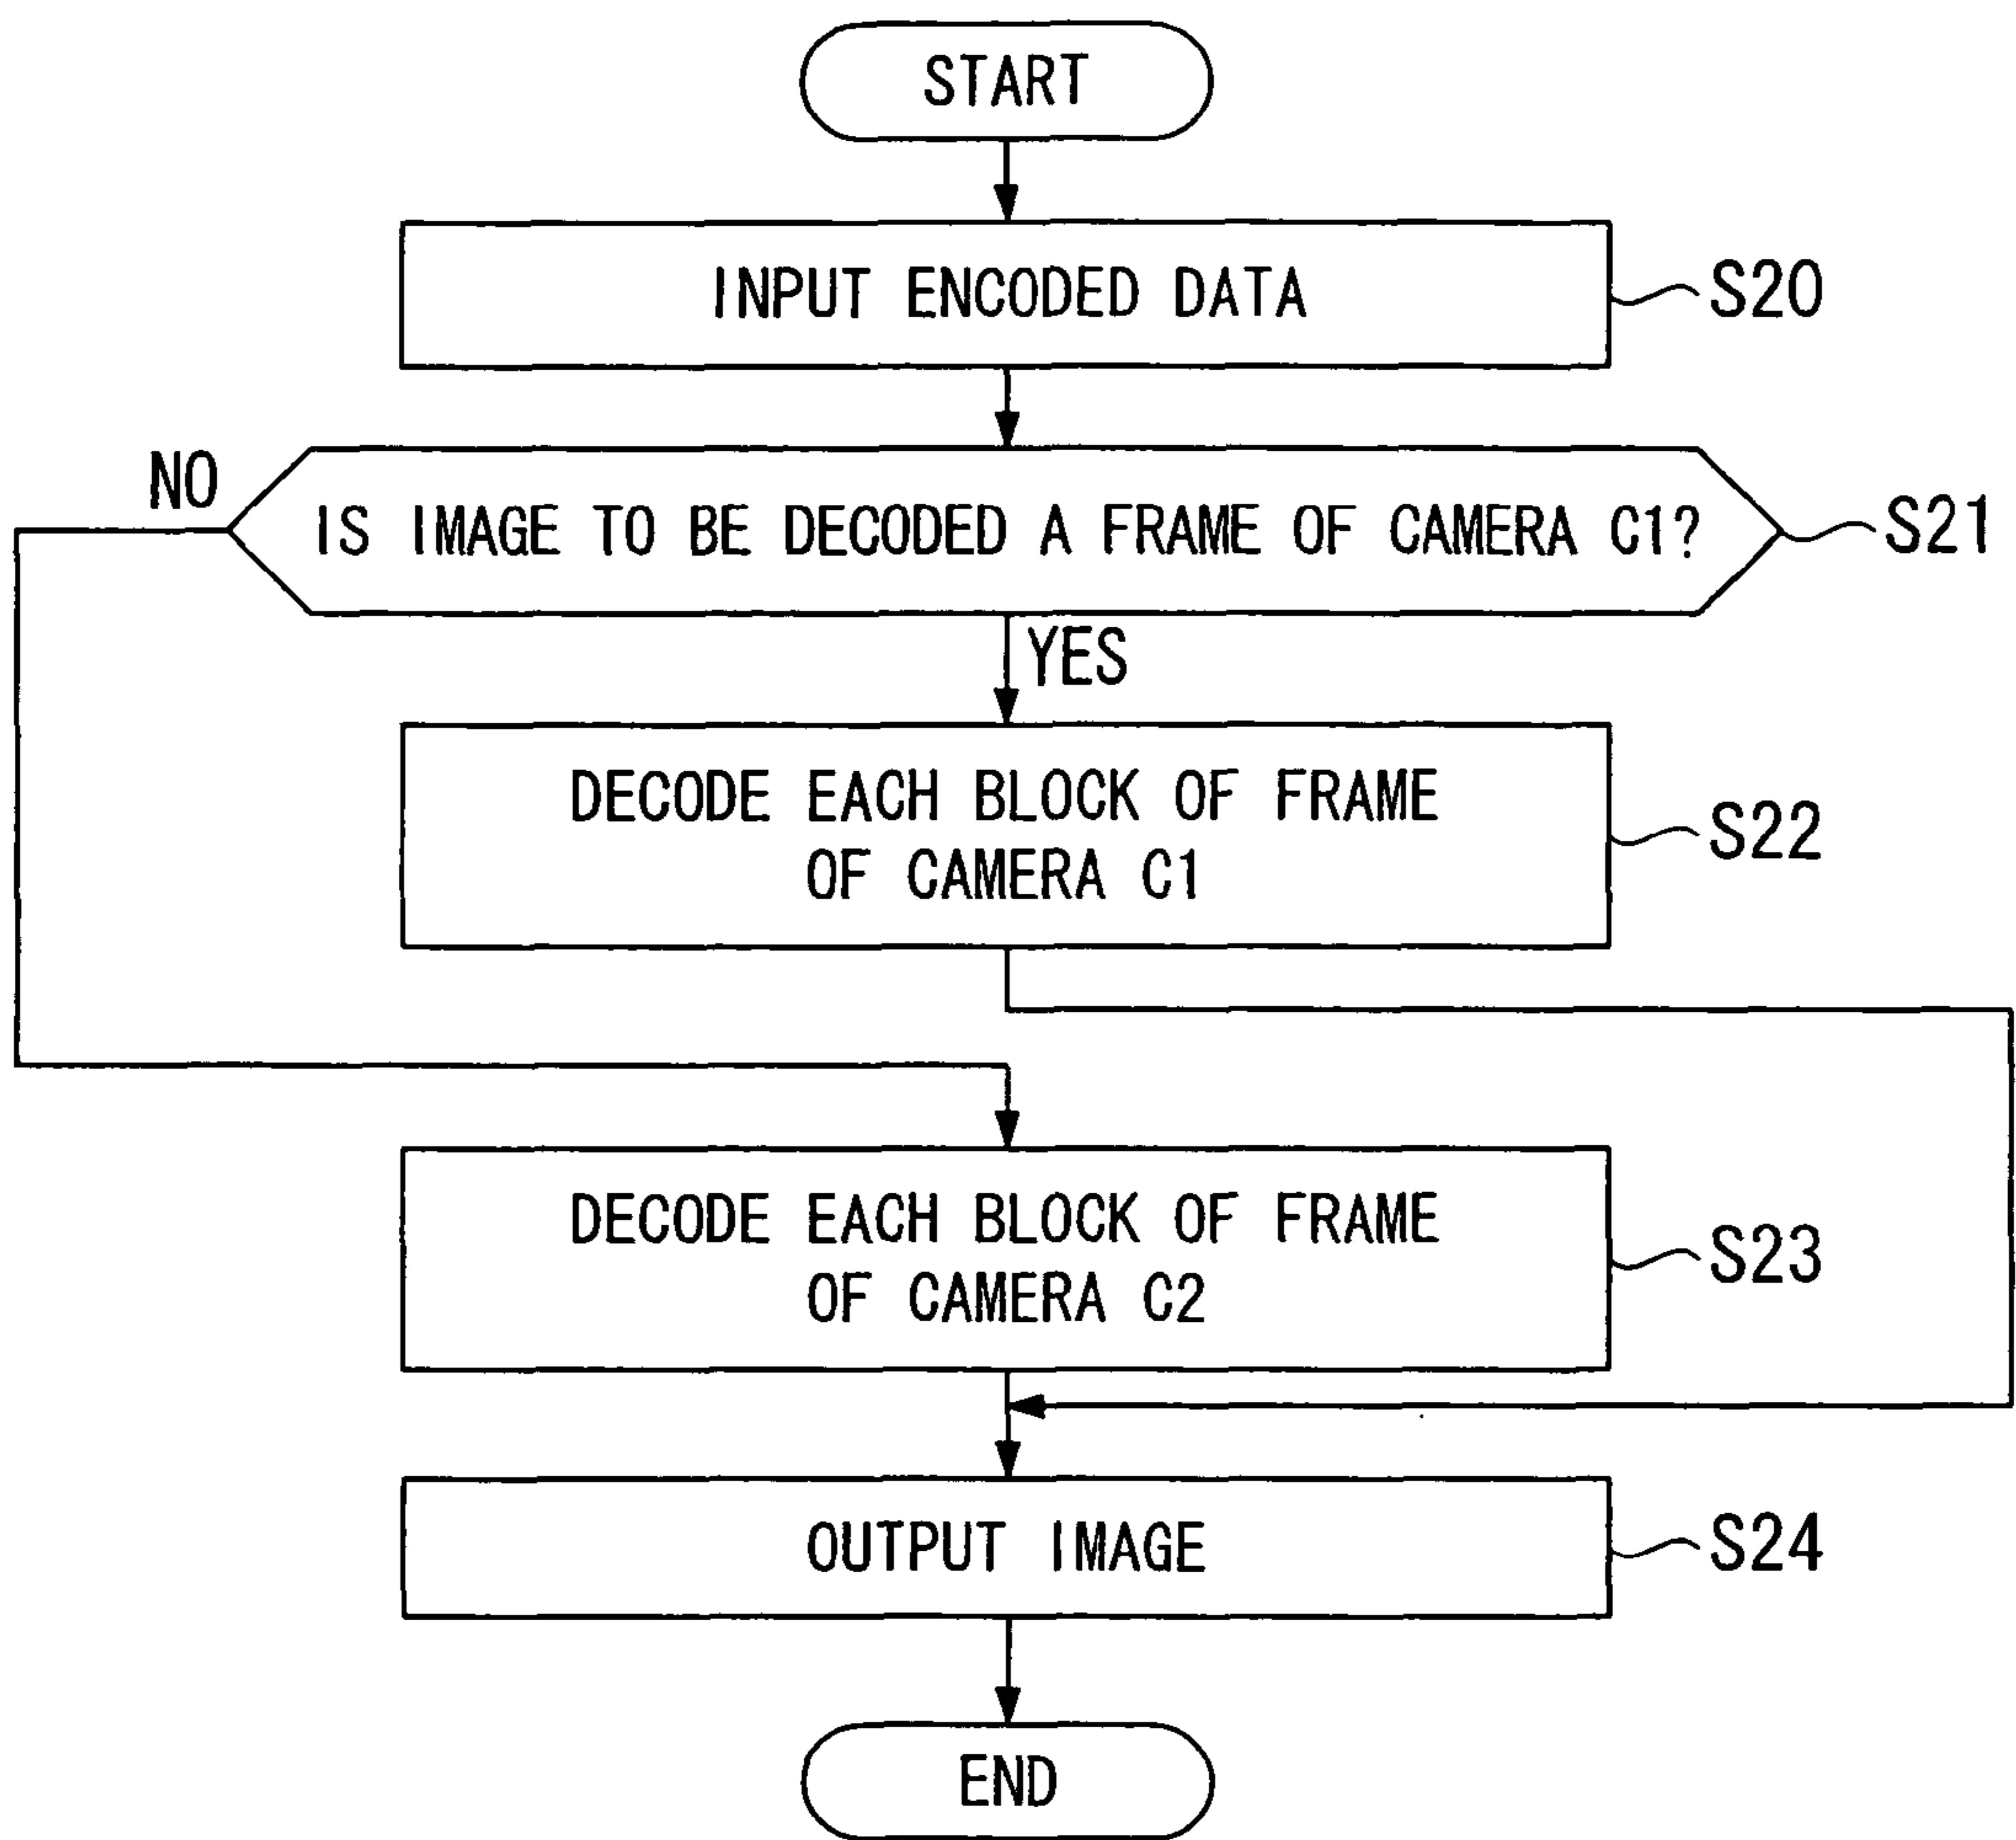 START
INPUT ENCODED DATA
S20
NO
IS IMAGE TO BE DECODED A FRAME OF CAMERA C1?
S21
YES
DECODE EACH BLOCK OF FRAME
OF CAMERA C1
S22
DECODE EACH BLOCK OF FRAME
OF CAMERA C2
S23
OUTPUT IMAGE
S24
END